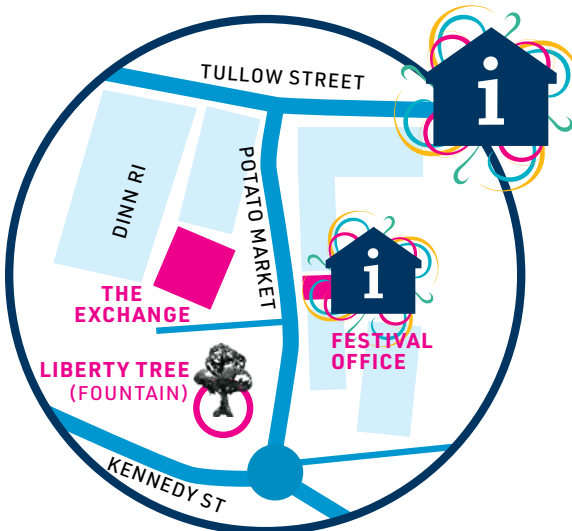 TULLOW STREET
i
DINN RI
POTATO MARKET
i
THE
EXCHANGE
FESTIVAL
OFFICE
LIBERTY TREE
(FOUNTAIN)
KENNEDY ST